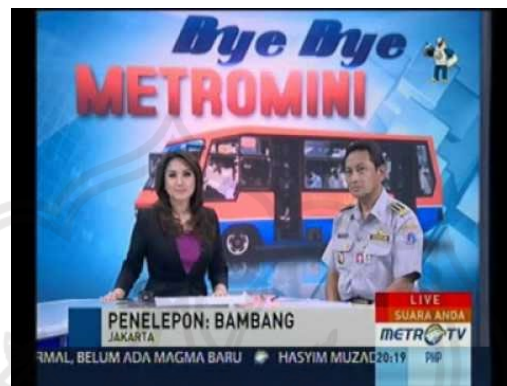 Bye Bye
METROMINI
PENELEPON: BAMBANG
JAKARTA
LIVE
SUARA ANDA
METRO TV
RMAL, BELUM ADA MAGMA BARU HASYIM MUZAD
20:19
PHP